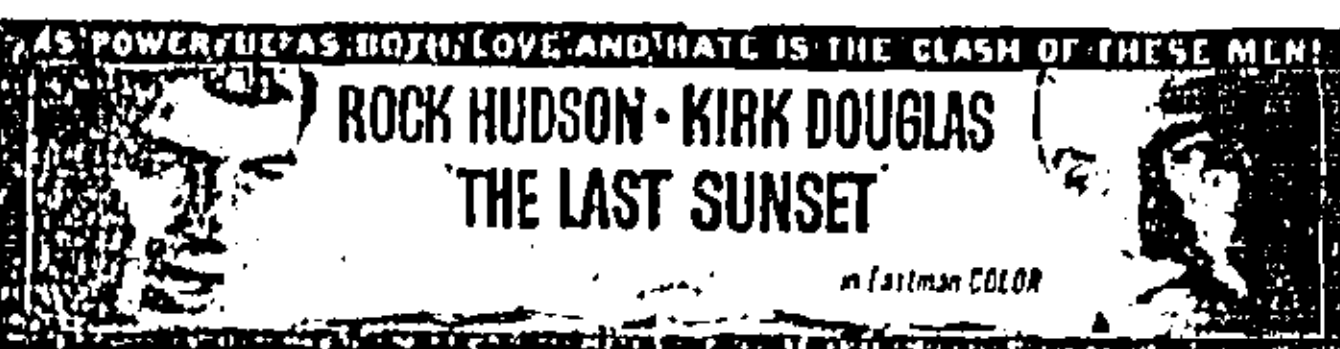 AS POWERFUL AS BOTH LOVE AND HATE IS THE CLASH OF THESE MEN!
ROCK HUDSON · KIRK DOUGLAS
'THE LAST SUNSET'
in Eastman COLOR